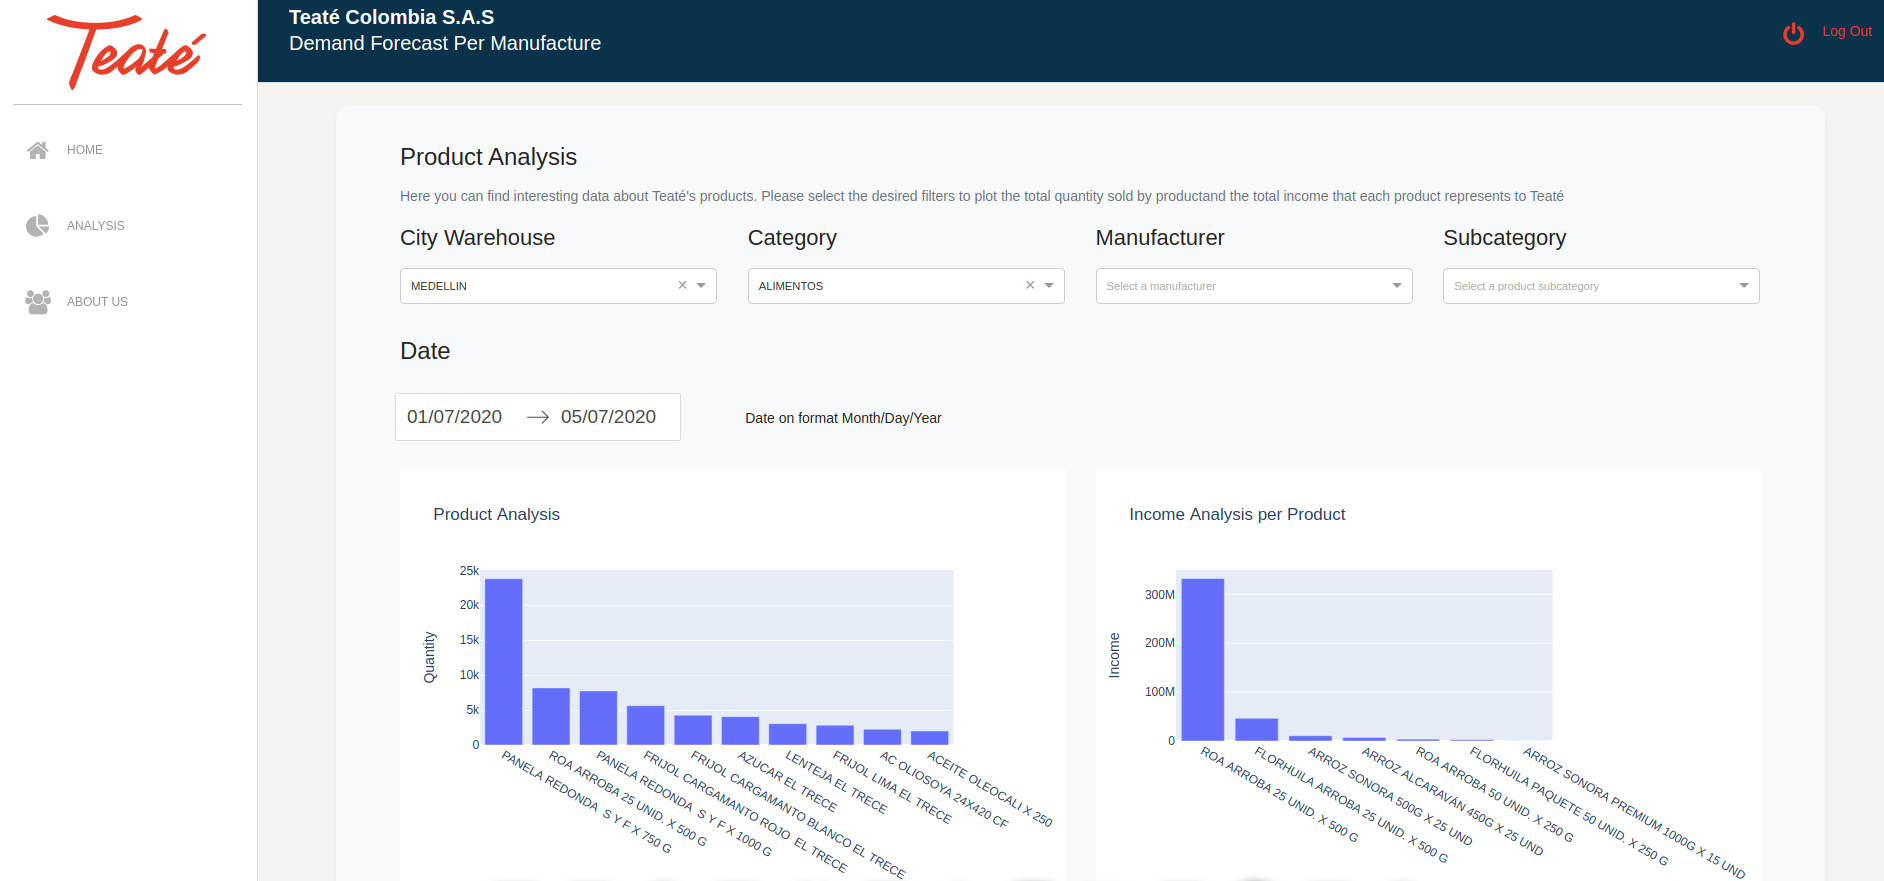 Teaté
Teaté Colombia S.A.S
Demand Forecast Per Manufacture
Log Out
HOME
ANALYSIS
ABOUT US
Product Analysis
Here you can find interesting data about Teaté's products. Please select the desired filters to plot the total quantity sold by productand the total income that each product represents to Teaté
City Warehouse
Category
Manufacturer
Subcategory
MEDELLIN
×
ALIMENTOS
×
Select a manufacturer
Select a product subcategory
Date
01/07/2020
05/07/2020
Date on format Month/Day/Year
Product Analysis
25k
20k
15k
10k
5k
0
Quantity
PANELA REDONDA  S Y F X 750 G
ROA ARROBA 25 UNID. X 500 G
PANELA REDONDA  S Y F X 1000 G
FRIJOL CARGAMANTO ROJO  EL TRECE
FRIJOL CARGAMANTO BLANCO EL TRECE
AZUCAR EL TRECE
LENTEJA EL TRECE
FRIJOL LIMA EL TRECE
AC OLIOSOYA 24X420 CF
ACEITE OLEOCALI X 250
Income Analysis per Product
300M
200M
100M
0
Income
ROA ARROBA 25 UNID. X 500 G
FLORHUILA ARROBA 25 UNID. X 500 G
ARROZ SONORA 500G X 25 UND
ARROZ ALCARAVÁN 450G X 25 UND
ROA ARROBA 50 UNID. X 250 G
FLORHUILA PAQUETE 50 UNID. X 250 G
ARROZ SONORA PREMIUM 1000G X 15 UND